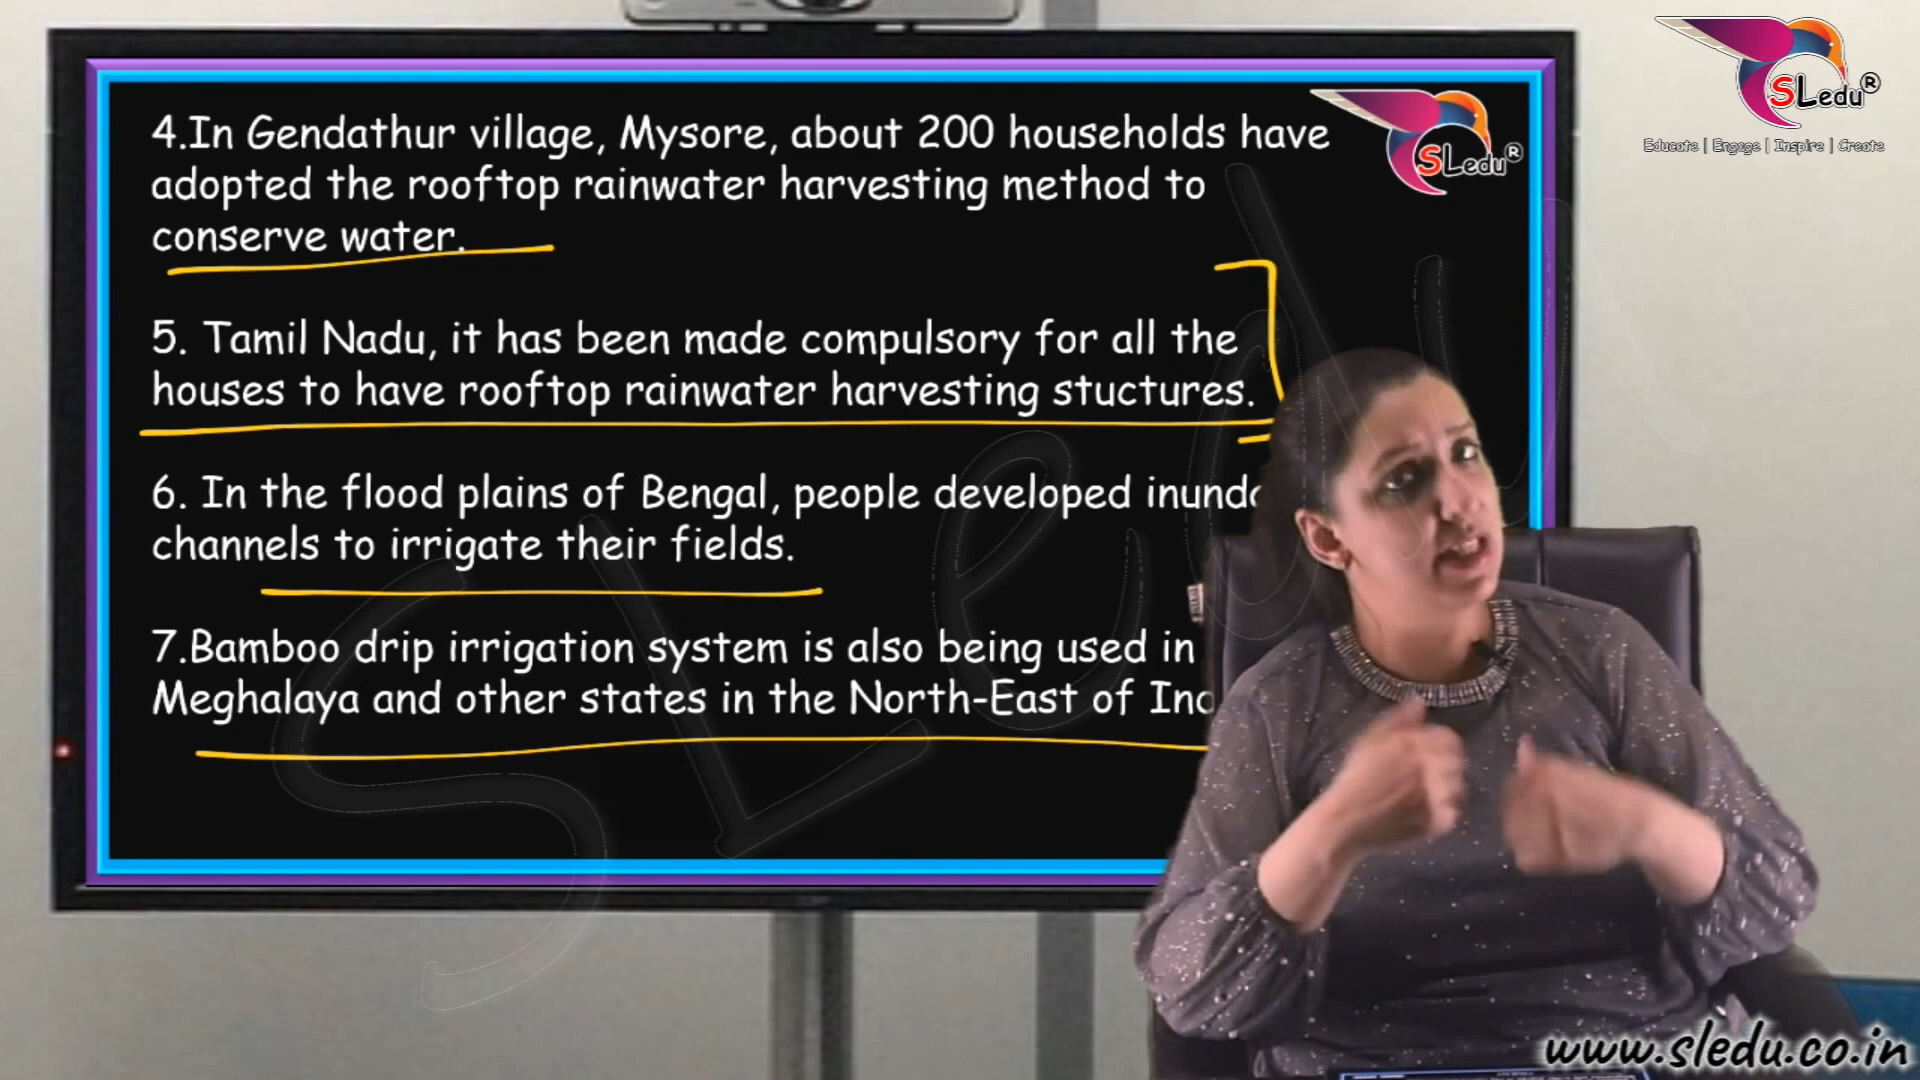 4.In Gendathur village, Mysore, about 200 households have
adopted the rooftop rainwater harvesting method to
conserve water.
5. Tamil Nadu, it has been made compulsory for all the
houses to have rooftop rainwater harvesting stuctures.
6. In the flood plains of Bengal, people developed
channels to irrigate their fields.
7.Bamboo drip irrigation system is also being used in
Meghalaya and other states in the North-East of
SLedu®
SLedu®
Educate | Engage | Inspire | Create
SLedu
www.sledu.co.in